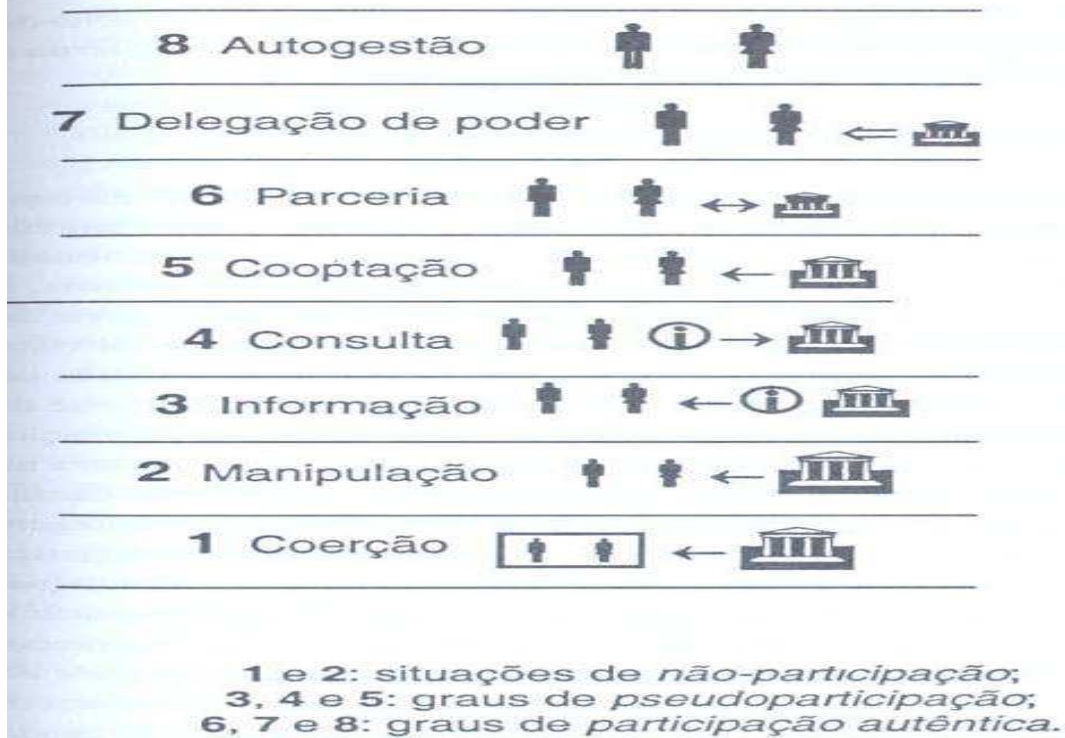 8 Autogestão
7 Delegação de poder
6 Parceria
5 Cooptação
4 Consulta
3 Informação
2 Manipulação
1 Coerção
1 e 2: situações de não-participação;
3, 4 e 5: graus de pseudoparticipação;
6, 7 e 8: graus de participação autêntica.